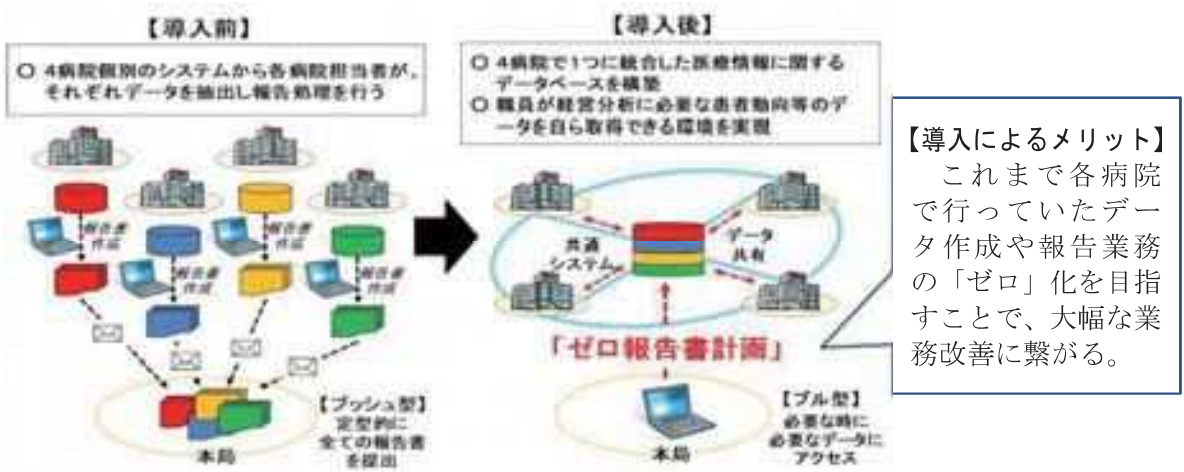 【導入前】
○ 4病院個別のシステムから各病院担当者が、
それぞれデータを抽出し報告処理を行う
報告書
作成
報告書
作成
報告書
作成
報告書
作成
【プッシュ型】
定型的に
全ての報告書
を提出
本局
【導入後】
○ 4病院で1つに統合した医療情報に関する
データベースを構築
○ 職員が経営分析に必要な患者動向等のデ
ータを自ら取得できる環境を実現
共通
システム
データ
共有
「ゼロ報告書計画」
【プル型】
必要な時に
必要なデータに
アクセス
本局
【導入によるメリット】
これまで各病院
で行っていたデー
タ作成や報告業務
の「ゼロ」化を目指
すことで、大幅な業
務改善に繋がる。